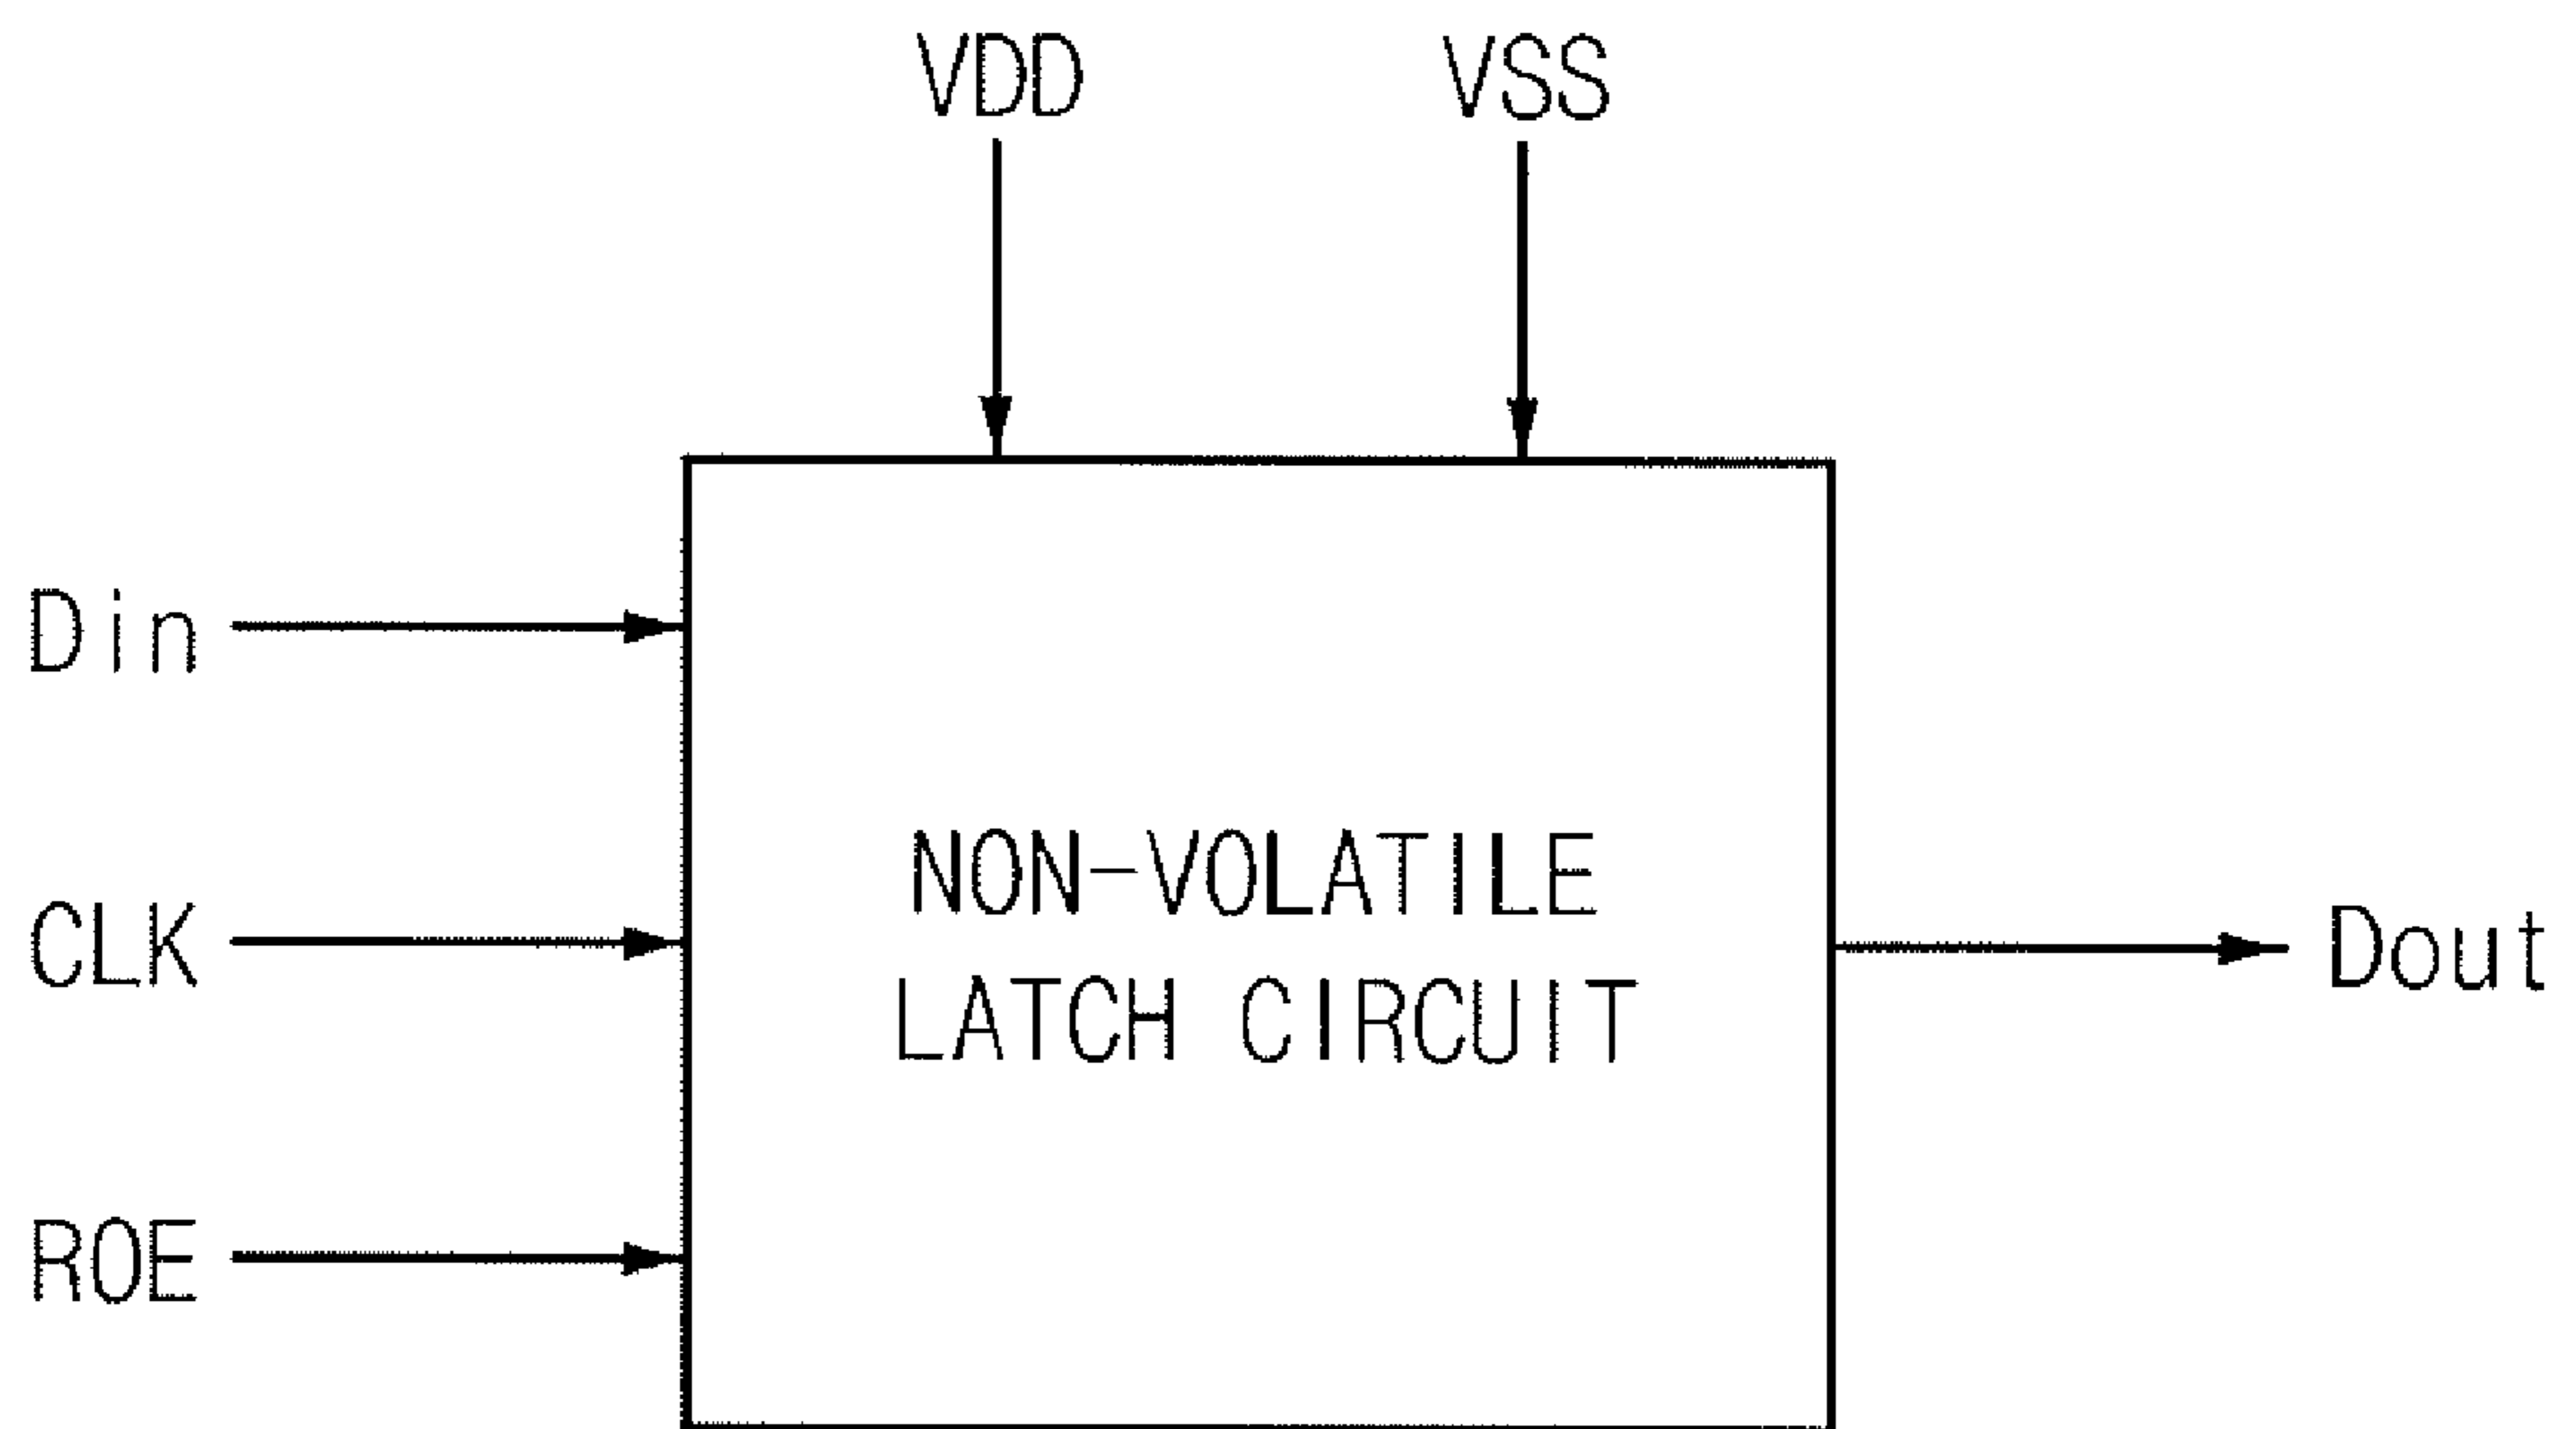 VDD
VSS
Din
NON-VOLATILE
CLK
Dout
LATCH CIRCUIT
ROE